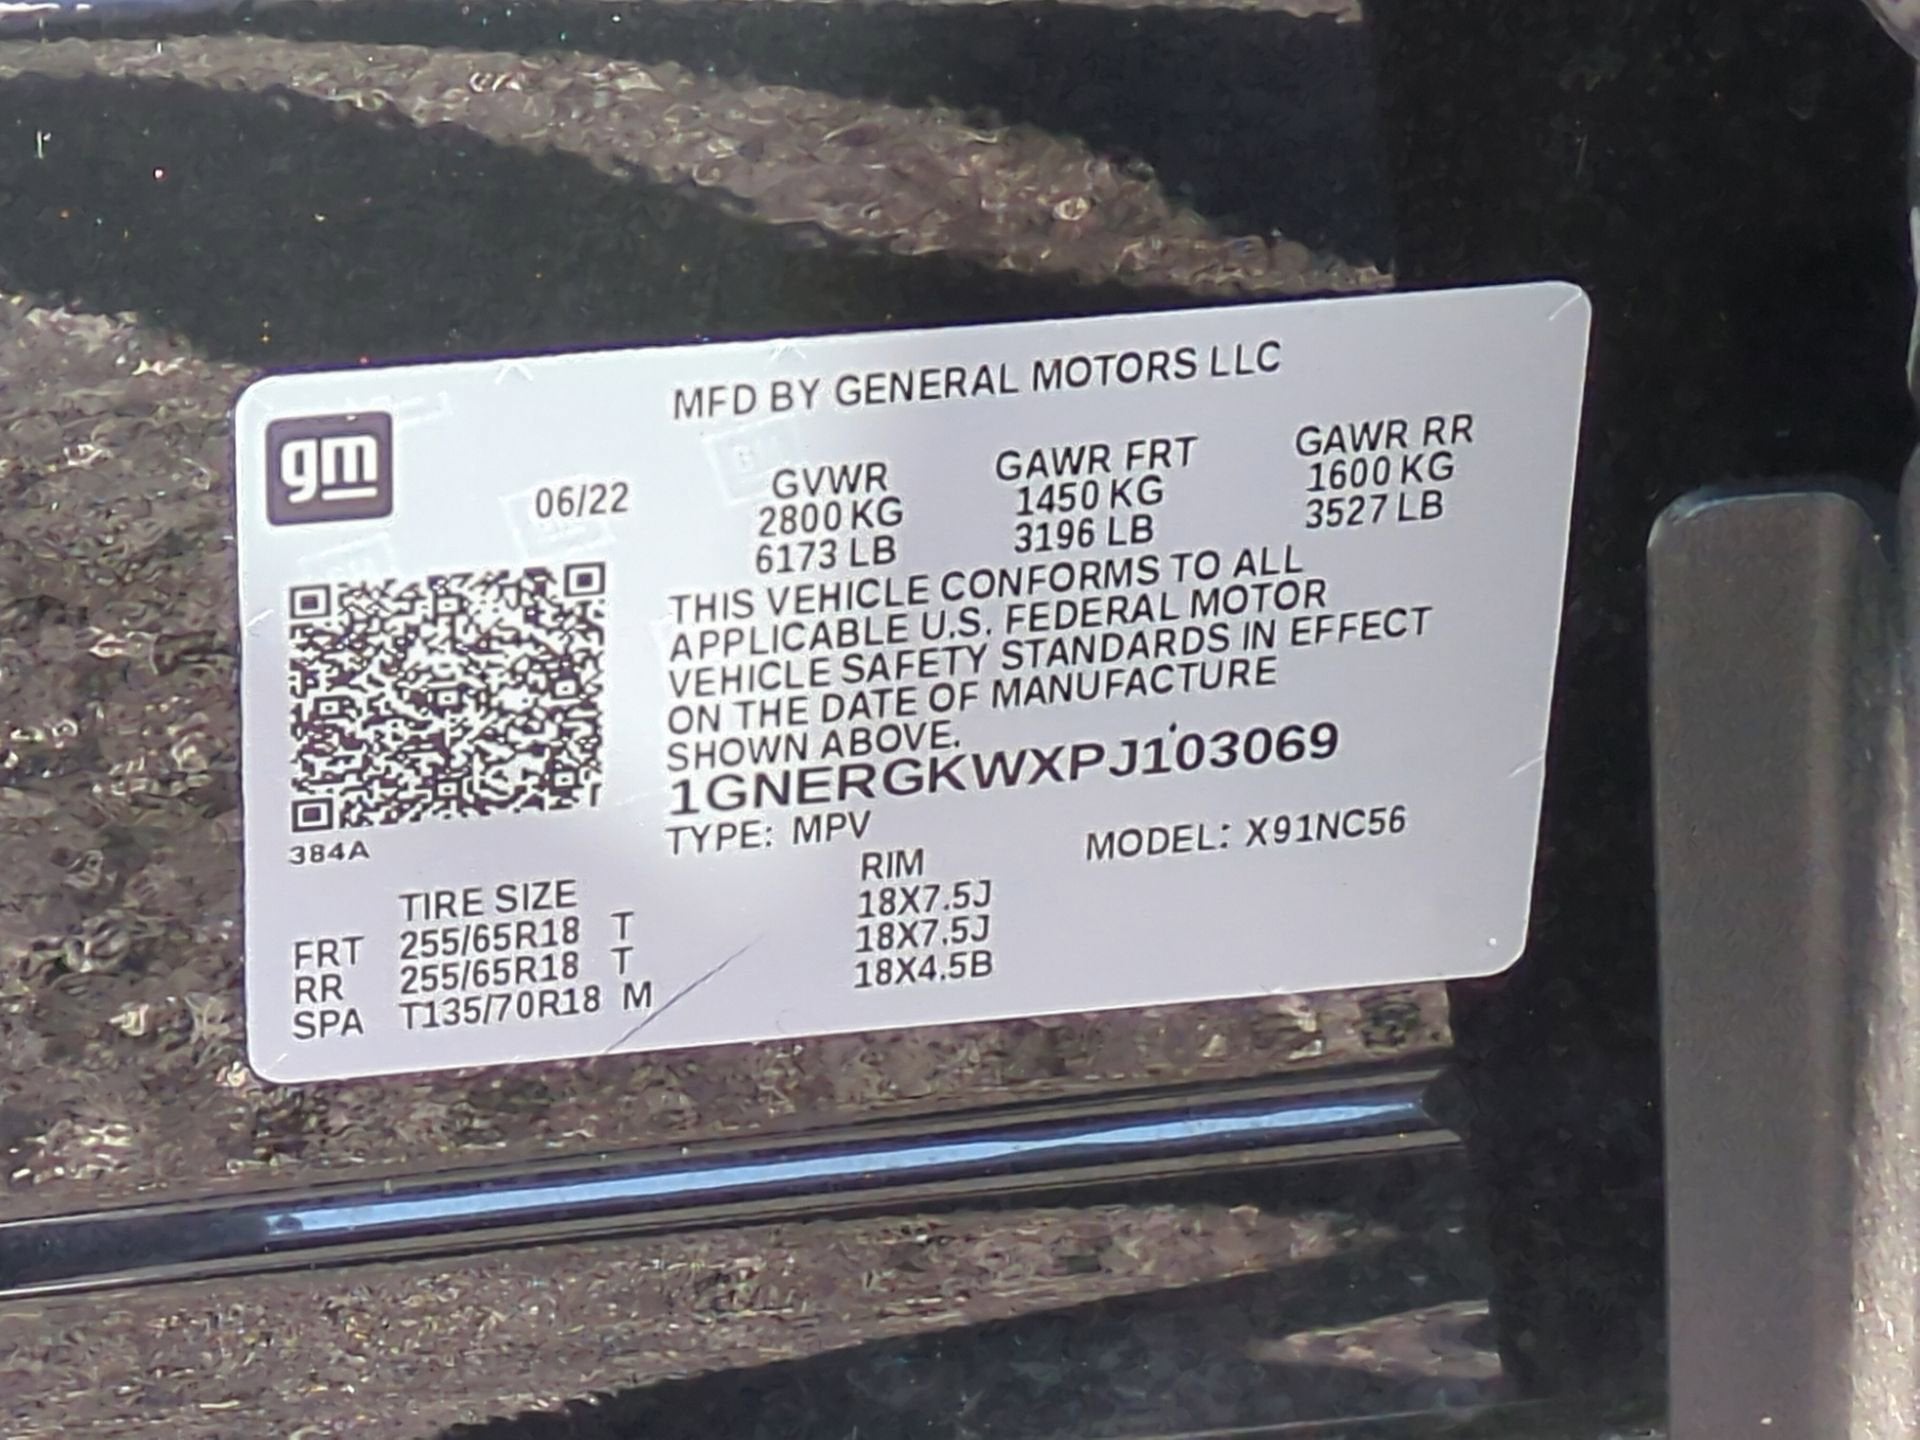 MFD BY GENERAL MOTORS LLC
gm
06/22
GVWR GAWR FRT GAWR RR
2800 KG 1450 KG 1600 KG
6173 LB 3196 LB 3527 LB
THIS VEHICLE CONFORMS TO ALL
APPLICABLE U.S. FEDERAL MOTOR
VEHICLE SAFETY STANDARDS IN EFFECT
ON THE DATE OF MANUFACTURE
SHOWN ABOVE.
1GNERGKWXPJ103069
TYPE: MPV MODEL: X91NC56
384A
TIRE SIZE RIM
FRT 255/65R18 T 18X7.5J
RR 255/65R18 T 18X7.5J
SPA T135/70R18 M 18X4.5B